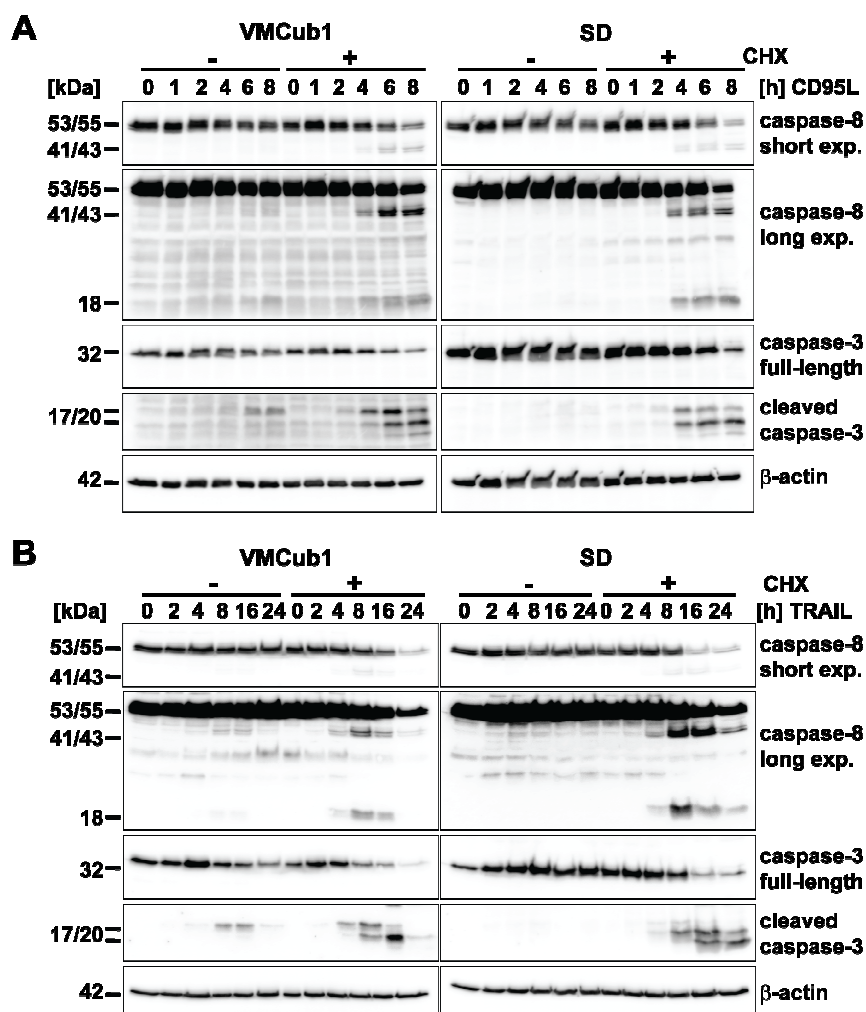 A
VMCub1 SD
- + - + CHX
[kDa] 0 1 2 4 6 8 0 1 2 4 6 8 0 1 2 4 6 8 0 1 2 4 6 8 [h] CD95L
53/55
41/43
caspase-8
short exp.
53/55
41/43
18
caspase-8
long exp.
32
caspase-3
full-length
17/20
cleaved
caspase-3
42
β-actin
B
VMCub1 SD
- + - + CHX
[kDa] 0 2 4 8 16 24 0 2 4 8 16 24 0 2 4 8 16 24 0 2 4 8 16 24 [h] TRAIL
53/55
41/43
caspase-8
short exp.
53/55
41/43
18
caspase-8
long exp.
32
caspase-3
full-length
17/20
cleaved
caspase-3
42
β-actin